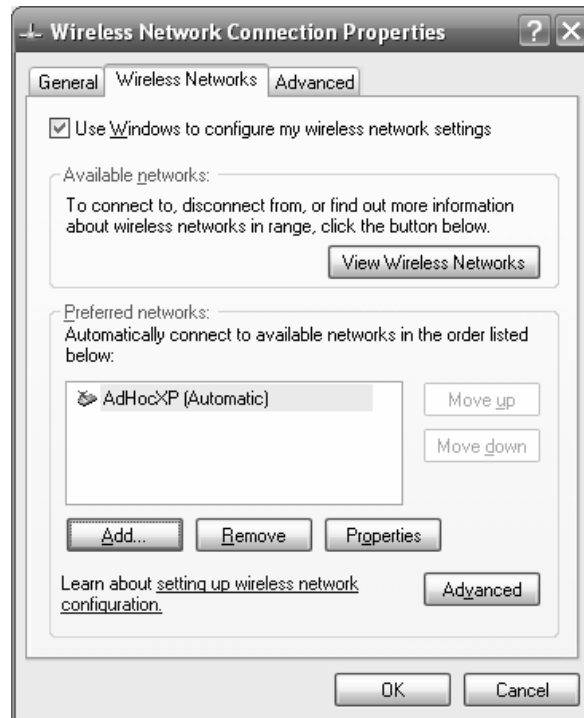 Wireless Network Connection Properties
General Wireless Networks Advanced
Use Windows to configure my wireless network settings
Available networks:
To connect to, disconnect from, or find out more information
about wireless networks in range, click the button below.
View Wireless Networks
Preferred networks:
Automatically connect to available networks in the order listed
below:
AdHocXP (Automatic)
Move up
Move down
Add... Remove Properties
Learn about setting up wireless network
configuration.
Advanced
OK Cancel